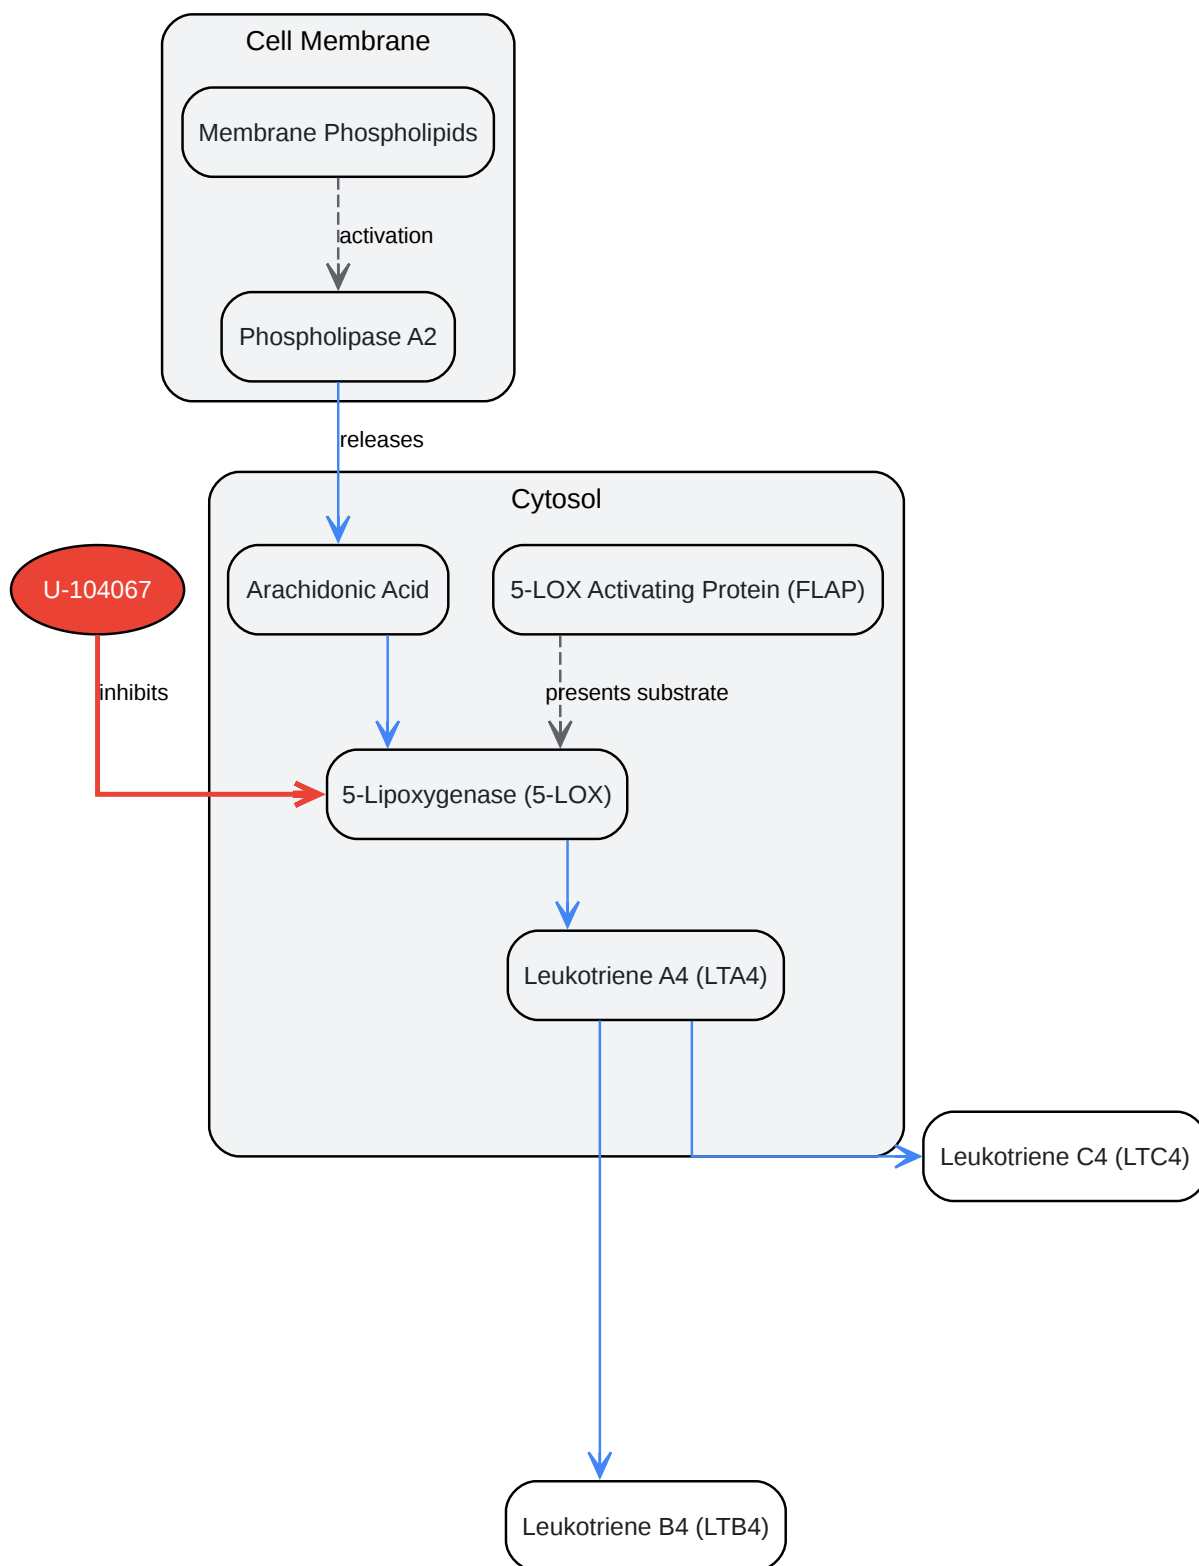 Cell Membrane
Membrane Phospholipids
activation
Phospholipase A2
releases
Cytosol
U-104067
Arachidonic Acid
5-LOX Activating Protein (FLAP)
inhibits
presents substrate
5-Lipoxygenase (5-LOX)
Leukotriene A4 (LTA4)
Leukotriene C4 (LTC4)
Leukotriene B4 (LTB4)